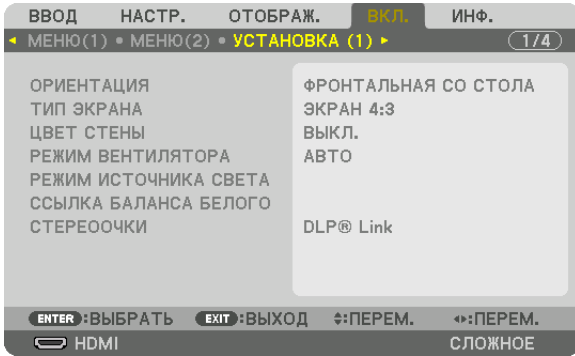 ВВОД НАСТР. ОТОБРАЖ. ВКЛ. ИНФ.
МЕНЮ(1) • МЕНЮ(2) • УСТАНОВКА (1) 1/4
ОРИЕНТАЦИЯ ФРОНТАЛЬНАЯ СО СТОЛА
ТИП ЭКРАНА ЭКРАН 4:3
ЦВЕТ СТЕНЫ ВЫКЛ.
РЕЖИМ ВЕНТИЛЯТОРА АВТО
РЕЖИМ ИСТОЧНИКА СВЕТА
ССЫЛКА БАЛАНСА БЕЛОГО
СТЕРЕООЧКИ DLP® Link
ENTER :ВЫБРАТЬ EXIT :ВЫХОД :ПЕРЕМ. :ПЕРЕМ.
HDMI СЛОЖНОЕ